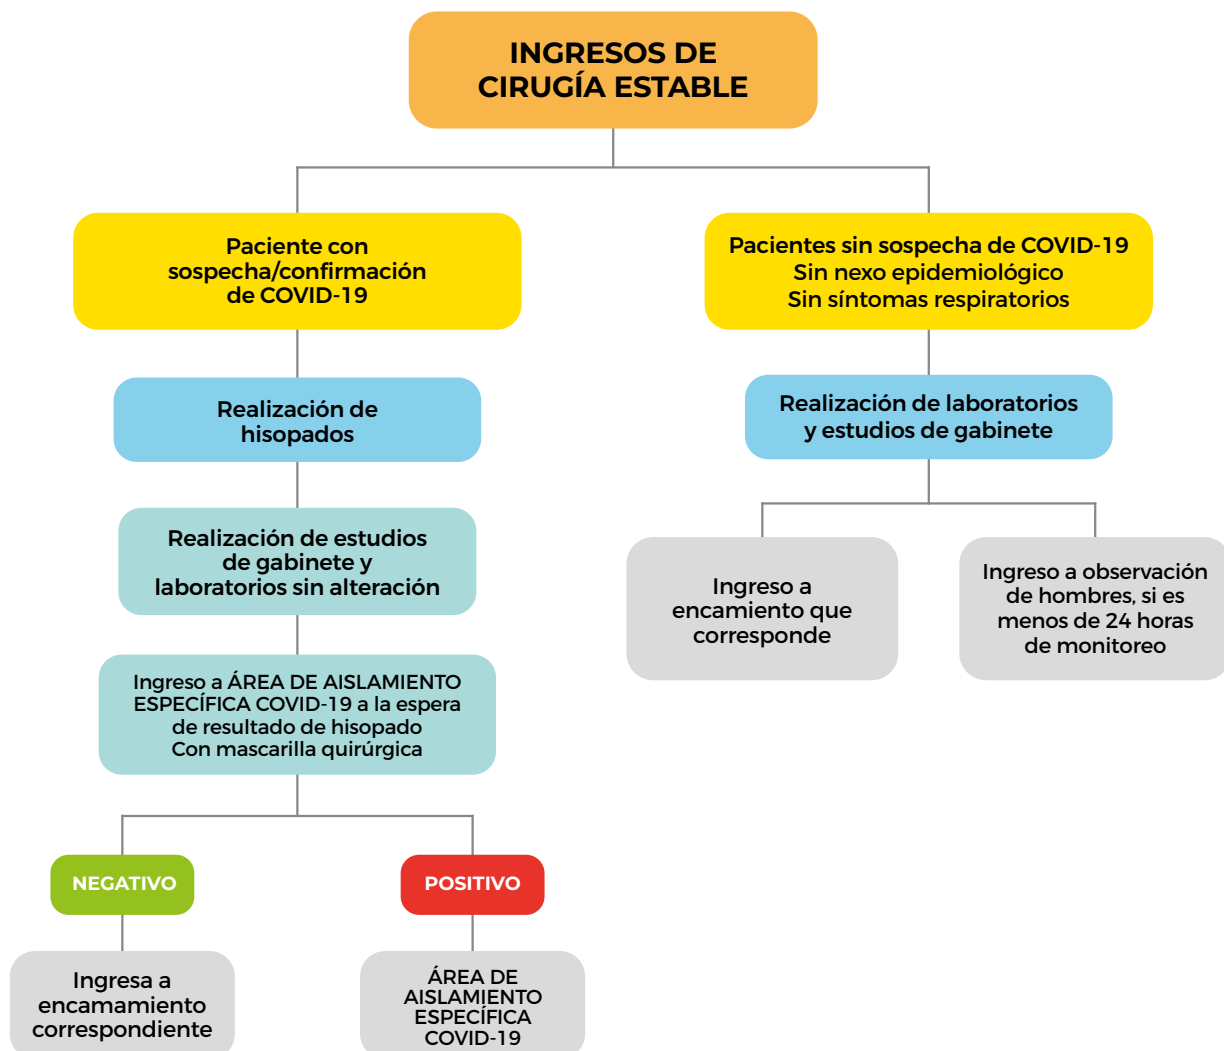 INGRESOS DE
CIRUGÍA ESTABLE
Paciente con
sospecha/confirmación
de COVID-19
Realización de
hisopados
Realización de estudios
de gabinete y
laboratorios sin alteración
Ingreso a ÁREA DE AISLAMIENTO
ESPECÍFICA COVID-19 a la espera
de resultado de hisopado
Con mascarilla quirúrgica
NEGATIVO
Ingresa a
encamamiento
correspondiente
POSITIVO
ÁREA DE
AISLAMIENTO
ESPECÍFICA
COVID-19
Pacientes sin sospecha de COVID-19
Sin nexo epidemiológico
Sin síntomas respiratorios
Realización de laboratorios
y estudios de gabinete
Ingreso a
encamiento que
corresponde
Ingreso a observación
de hombres, si es
menos de 24 horas
de monitoreo